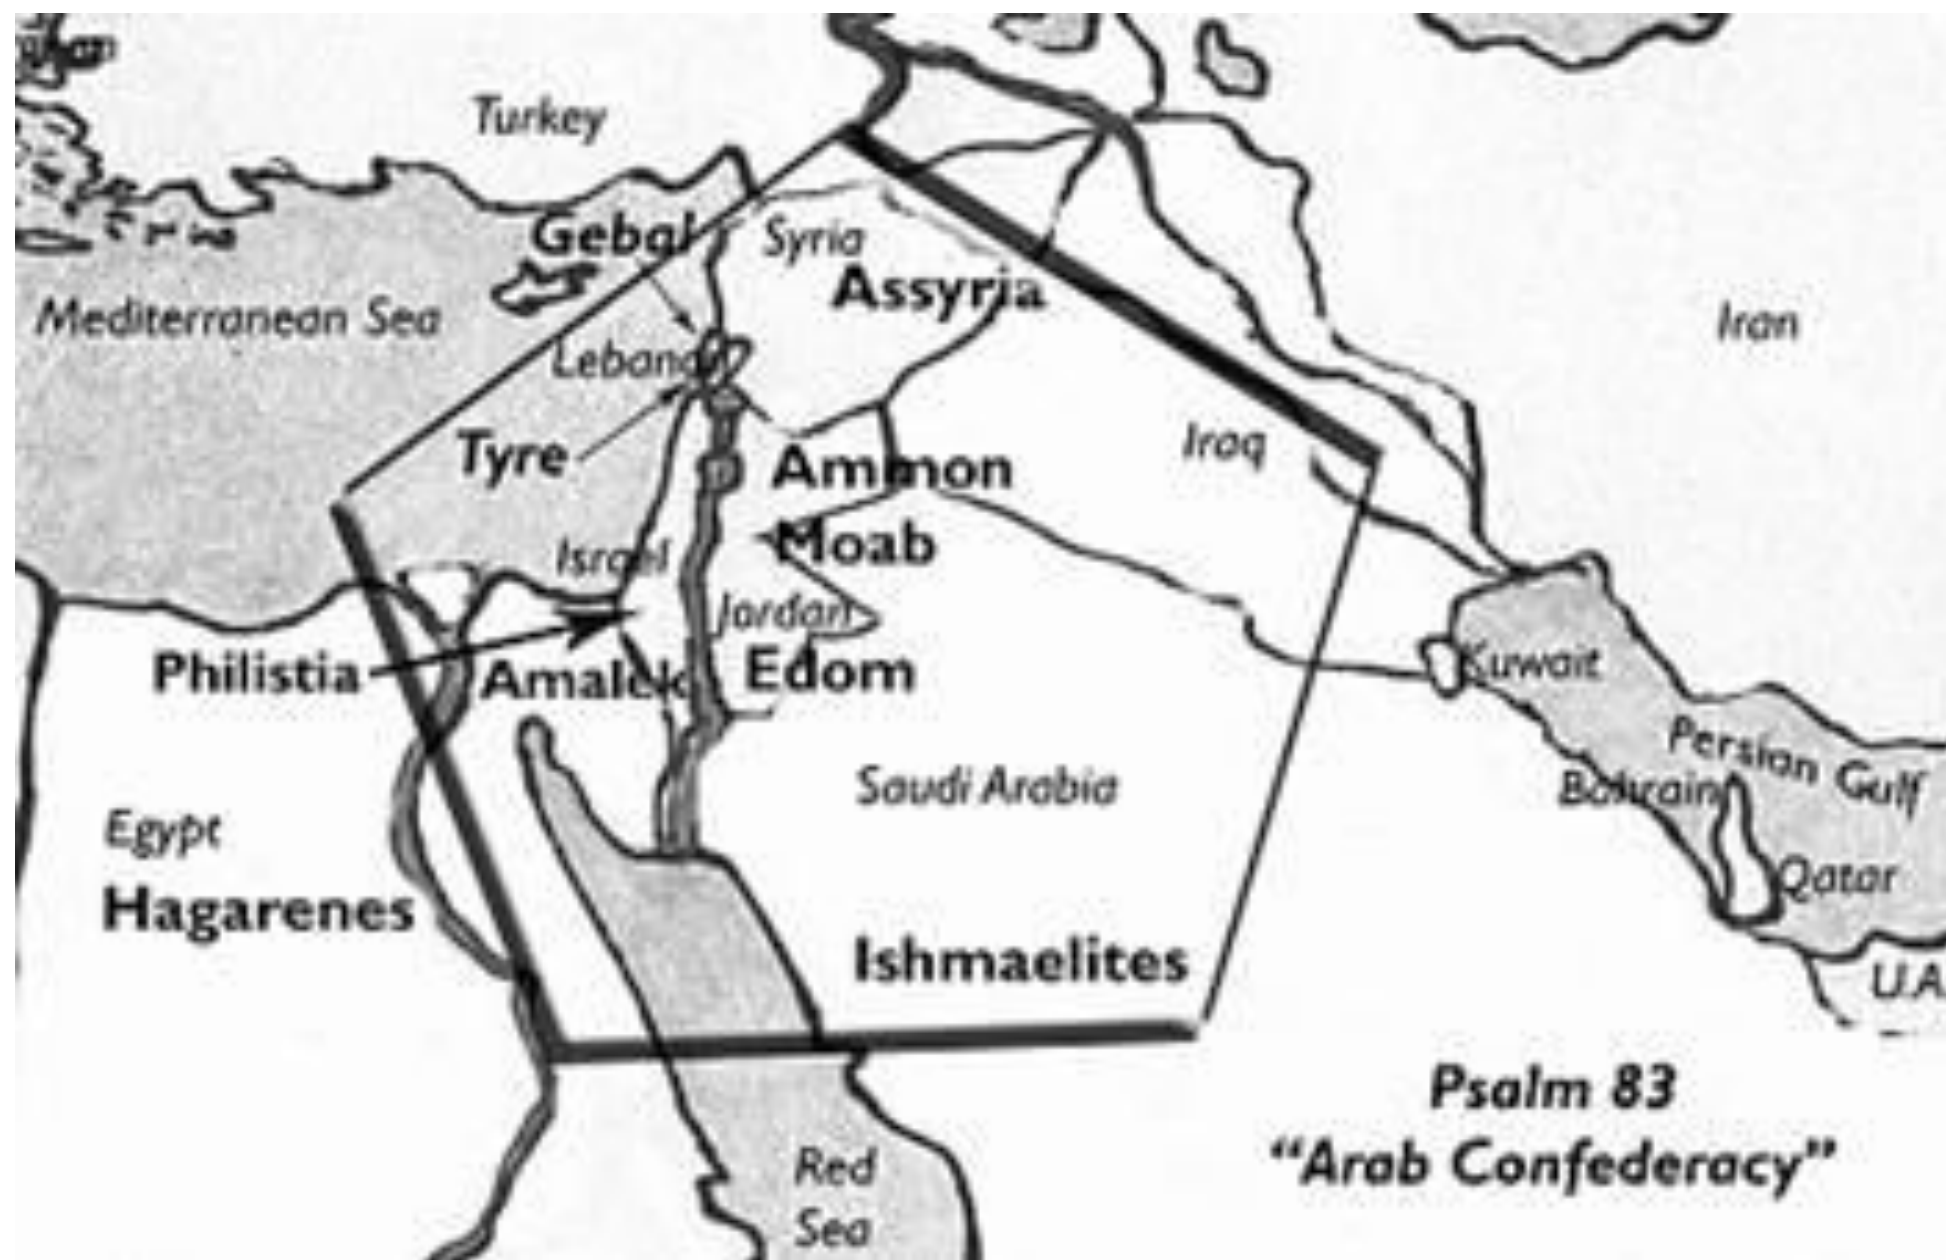 Turkey
Gebal
Syria
Assyria
Mediterranean Sea
Iran
Lebanon
Tyre
Iraq
Ammon
Moab
Israel
Jordan
Philistia
Amalek
Edom
Kuwait
Persian Gulf
Saudi Arabia
Bahrain
Egypt
Qatar
Hagarenes
Ishmaelites
U.A.
Psalm 83
“Arab Confederacy”
Red
Sea